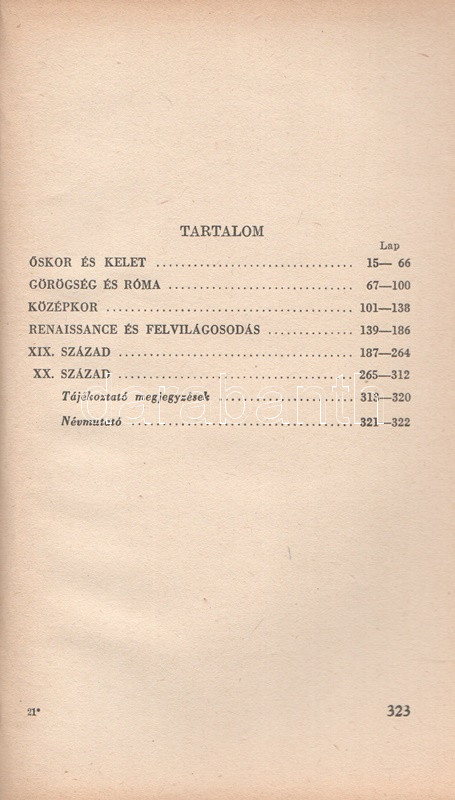 TARTALOM
Lap
ŐSKOR ÉS KELET ................................ 15— 66
GÖRÖGSÉG ÉS RÓMA ............................. 67—100
KÖZÉPKOR ..................................... 101—138
RENAISSANCE ÉS FELVILÁGOSODÁS ............... 139—186
XIX. SZÁZAD .................................... 187—264
XX. SZÁZAD .................................... 265—312
Tájékoztató megjegyzések ...................... 313—320
Névmutató .................................... 321—322
darabanth
21* 323